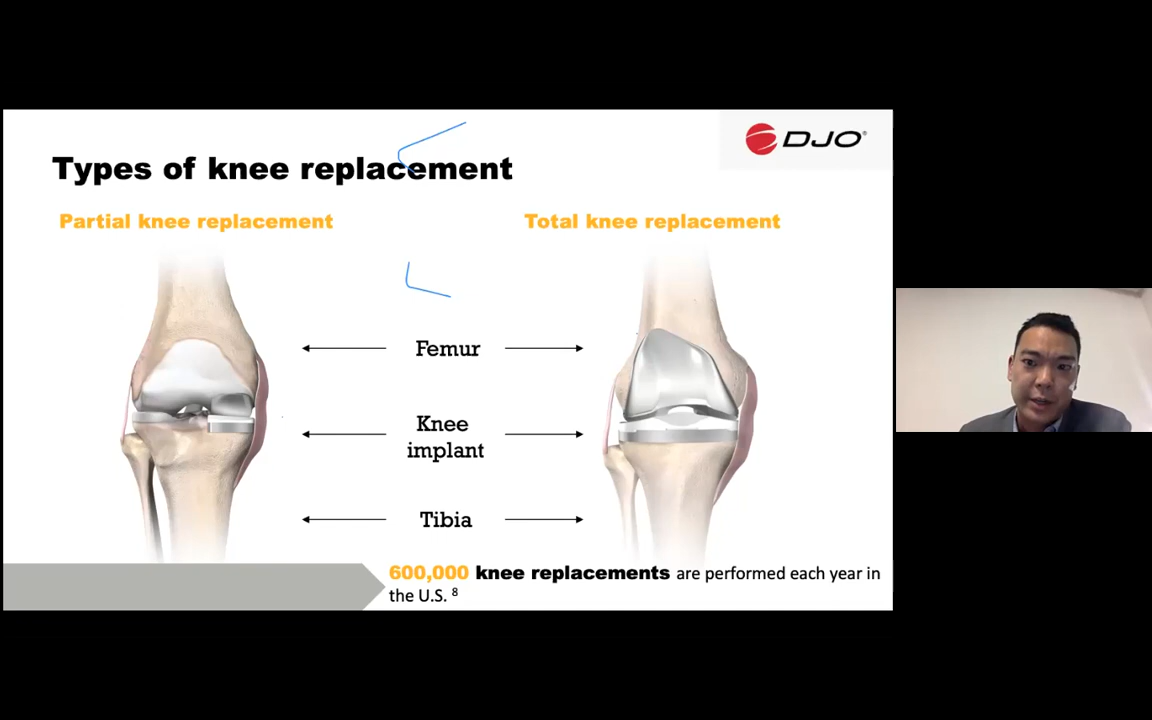 DJO®
Types of knee replacement
Partial knee replacement
Total knee replacement
Femur
Knee
implant
Tibia
600,000 knee replacements are performed each year in
the U.S. 8